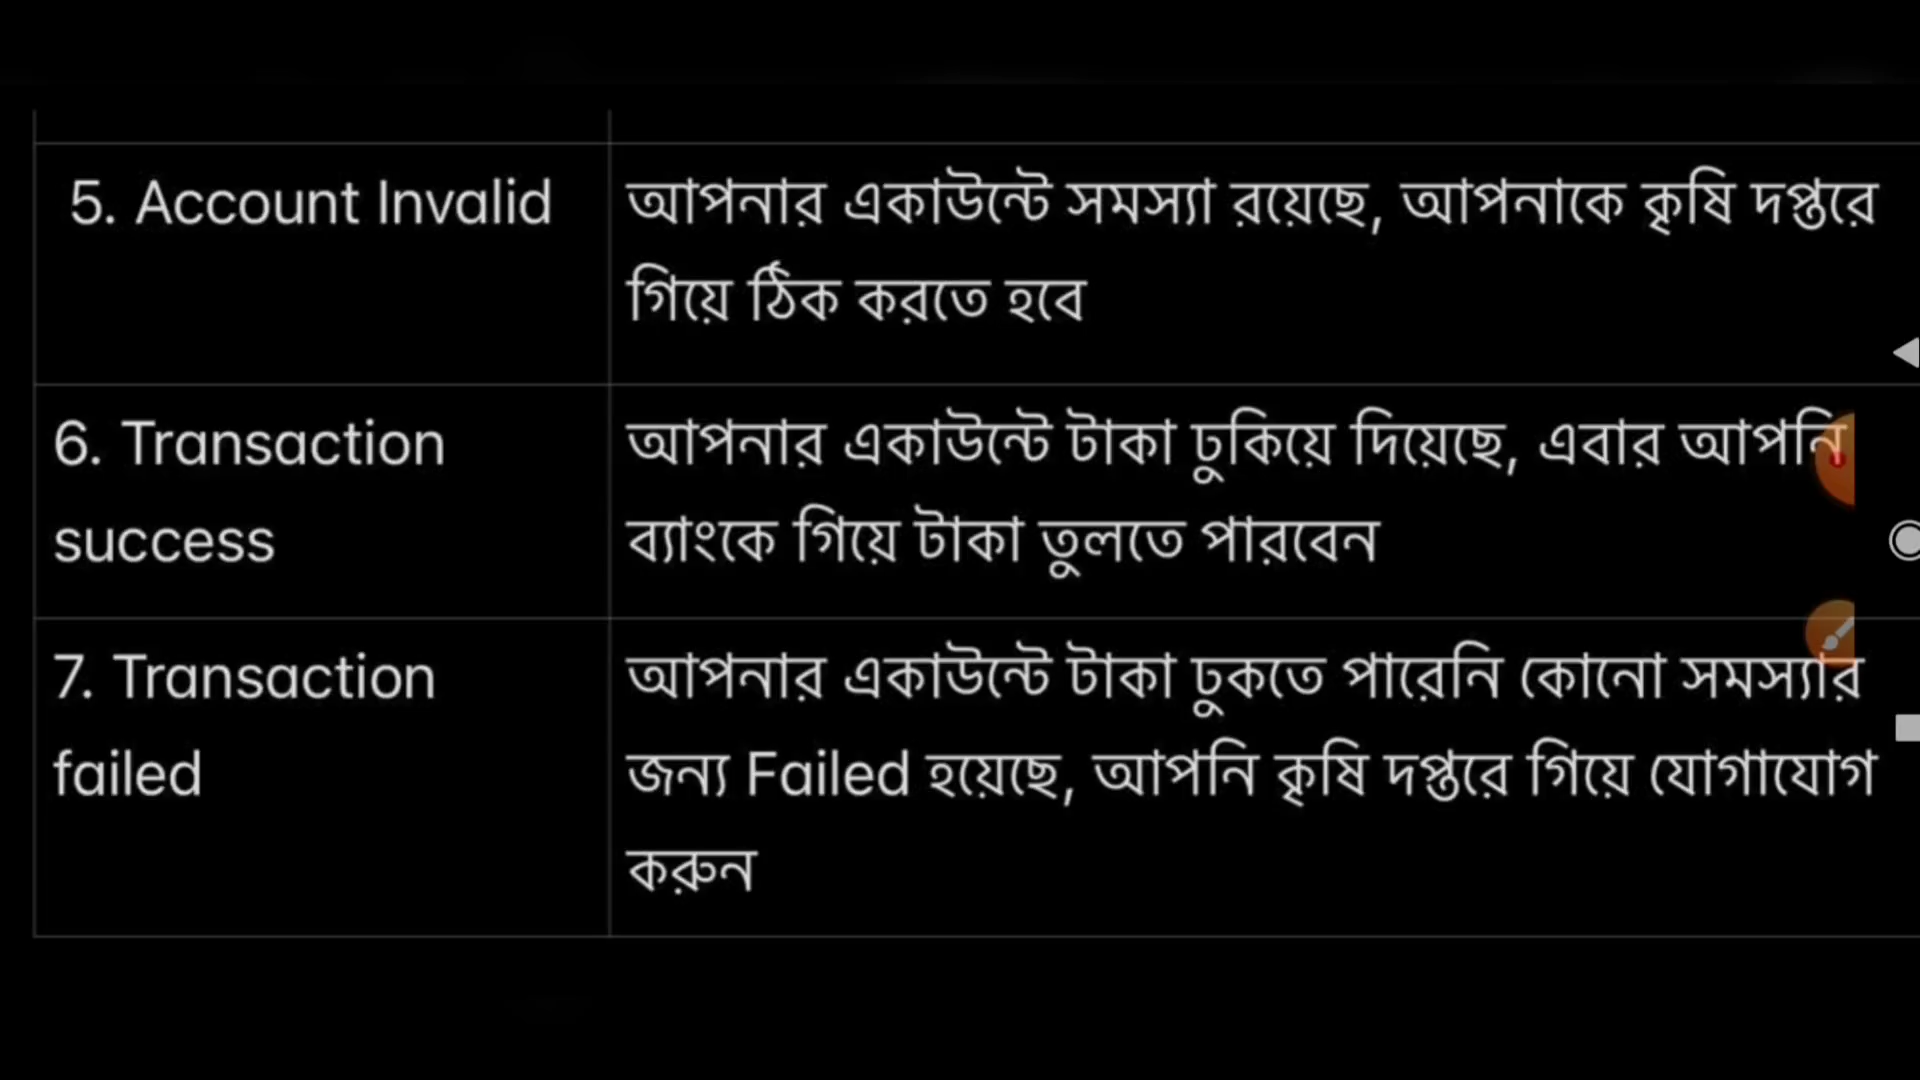 5. Account Invalid
আপনার একাউন্টে সমস্যা রয়েছে, আপনাকে কৃষি দপ্তরে
গিয়ে ঠিক করতে হবে
6. Transaction
success
আপনার একাউন্টে টাকা ঢুকিয়ে দিয়েছে, এবার আপনি
ব্যাংকে গিয়ে টাকা তুলতে পারবেন
7. Transaction
failed
আপনার একাউন্টে টাকা ঢুকতে পারেনি কোনো সমস্যার
জন্য Failed হয়েছে, আপনি কৃষি দপ্তরে গিয়ে যোগাযোগ
করুন